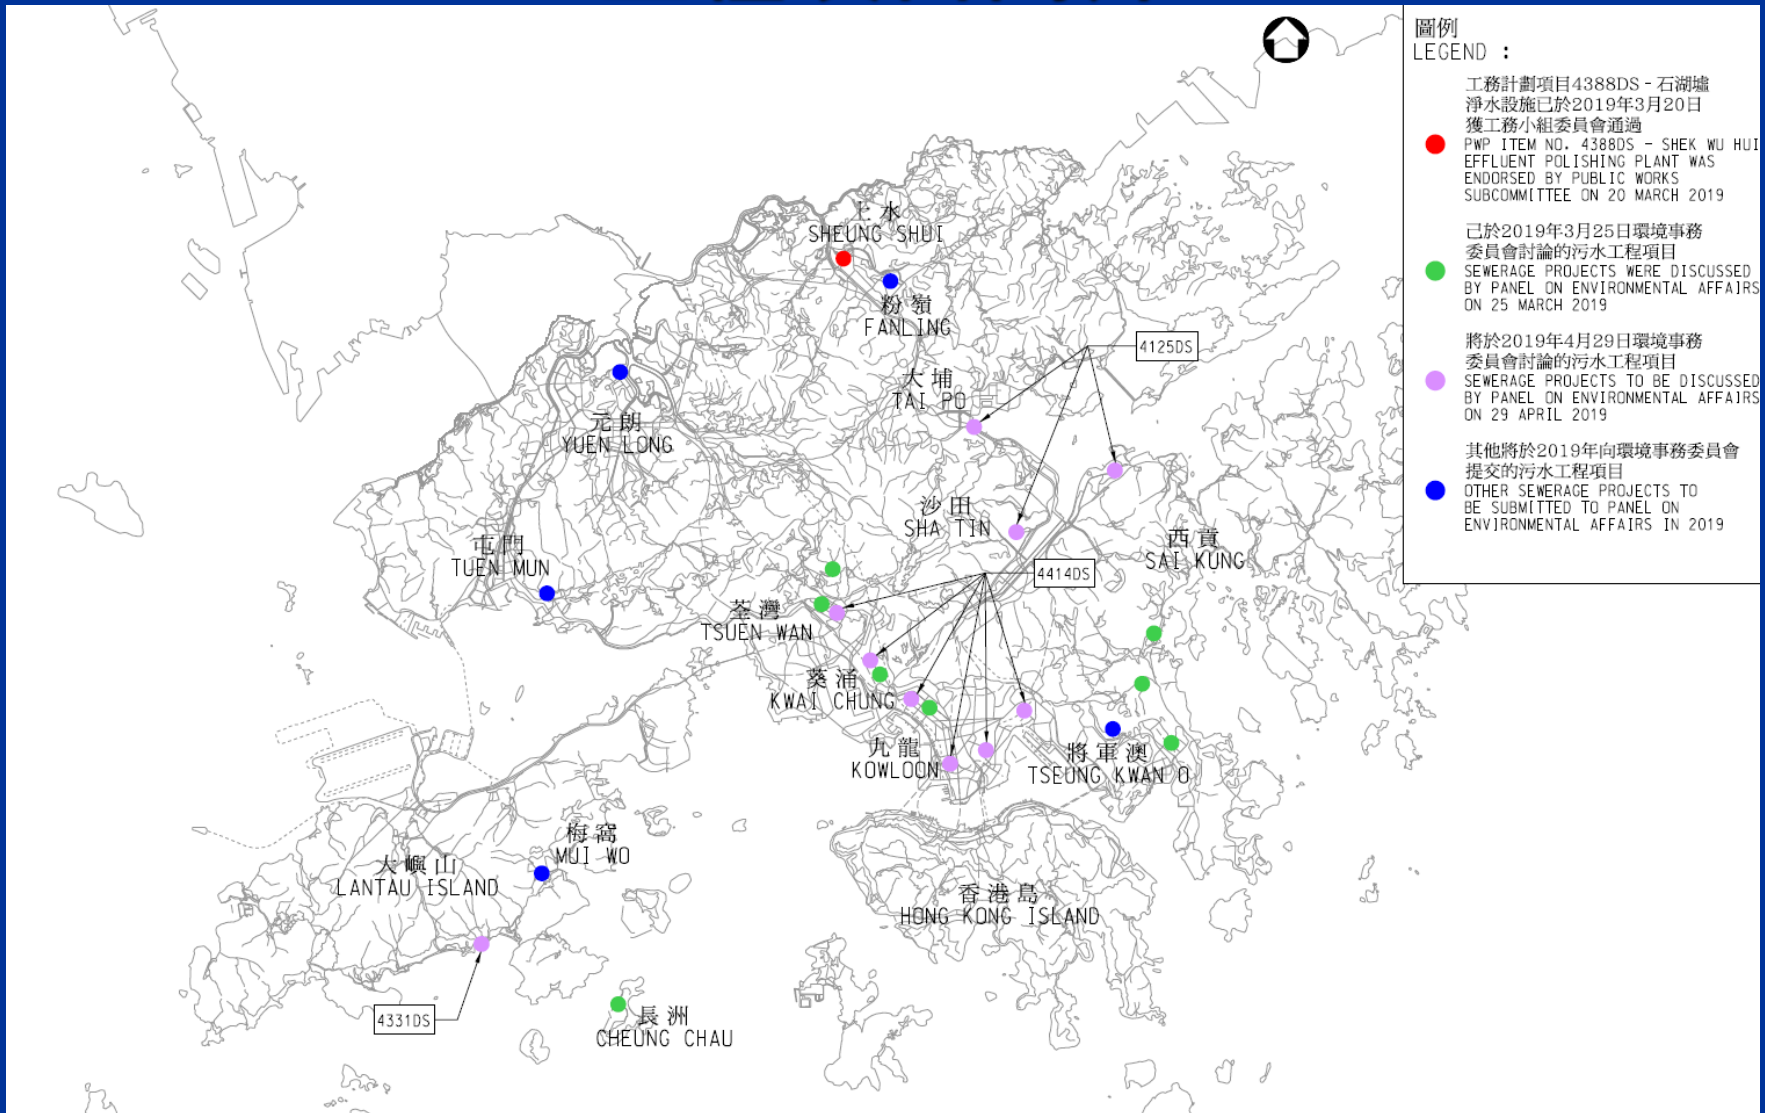 圖例
LEGEND :
工務計劃項目4388DS - 石湖墟
淨水設施已於2019年3月20日
獲工務小組委員會通過
PWP ITEM NO. 4388DS - SHEK WU HUI
EFFLUENT POLISHING PLANT WAS
ENDORSED BY PUBLIC WORKS
SUBCOMMITTEE ON 20 MARCH 2019
己於2019年3月25日環境事務
委員會討論的污水工程項目
SEWERAGE PROJECTS WERE DISCUSSED
BY PANEL ON ENVIRONMENTAL AFFAIRS
ON 25 MARCH 2019
將於2019年4月29日環境事務
委員會討論的污水工程項目
SEWERAGE PROJECTS TO BE DISCUSSED
BY PANEL ON ENVIRONMENTAL AFFAIRS
ON 29 APRIL 2019
其他將於2019年向環境事務委員會
提交的污水工程項目
OTHER SEWERAGE PROJECTS TO
BE SUBMITTED TO PANEL ON
ENVIRONMENTAL AFFAIRS IN 2019
上水
SHEUNG SHUI
粉嶺
FANLING
4125DS
大埔
TAI PO
元朗
YUEN LONG
沙田
SHA TIN
西貢
SAI KUNG
屯門
TUEN MUN
4414DS
荃灣
TSUEN WAN
葵涌
KWAI CHUNG
九龍
KOWLOON
將軍澳
TSEUNG KWAN O
梅窩
MUI WO
大嶼山
LANTAU ISLAND
香港島
HONG KONG ISLAND
4331DS
長洲
CHEUNG CHAU